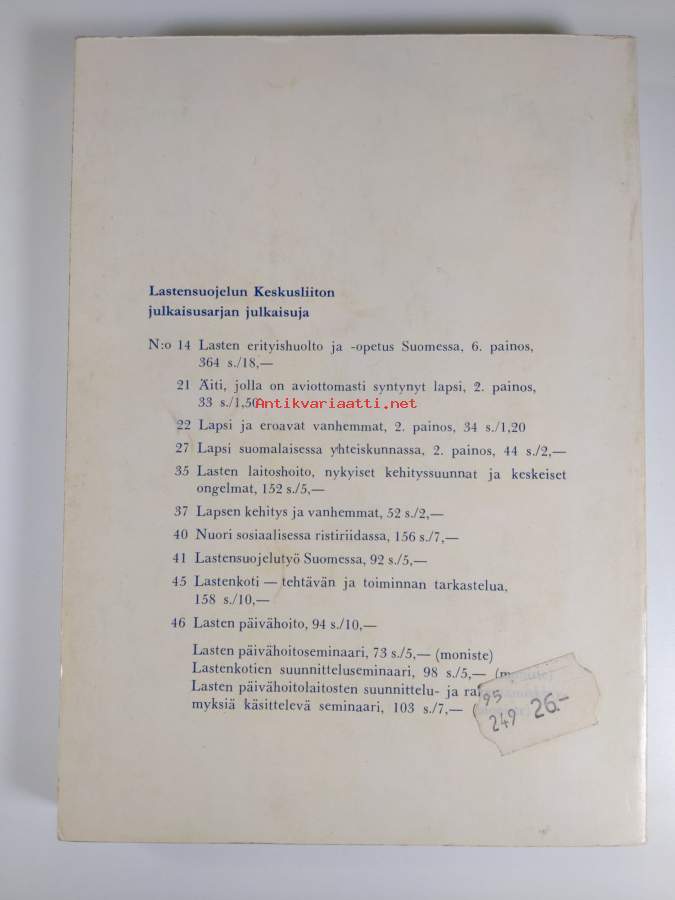 Lastensuojelun Keskusliiton
julkaisusarjan julkaisuja
N:o 14 Lasten erityishuolto ja -opetus Suomessa, 6. painos,
364 s./18,—
21 Äiti, jolla on aviottomasti syntynyt lapsi, 2. painos,
33 s./1,50
Antikvariaatti.net
22 Lapsi ja eroavat vanhemmat, 2. painos, 34 s./1,20
27 Lapsi suomalaisessa yhteiskunnassa, 2. painos, 44 s./2,—
35 Lasten laitoshoito, nykyiset kehityssuunnat ja keskeiset
ongelmat, 152 s./5,—
37 Lapsen kehitys ja vanhemmat, 52 s./2,—
40 Nuori sosiaalisessa ristiriidassa, 156 s./7,—
41 Lastensuojelutyö Suomessa, 92 s./5,—
45 Lastenkoti — tehtävän ja toiminnan tarkastelua,
158 s./10,—
46 Lasten päivähoito, 94 s./10,—
Lasten päivähoitoseminaari, 73 s./5,— (moniste)
Lastenkotien suunnitteluseminaari, 98 s./5,—
Lasten päivähoitolaitosten suunnittelu- ja
myksiä käsittelevä seminaari, 103 s./7,—
95
249 26.-